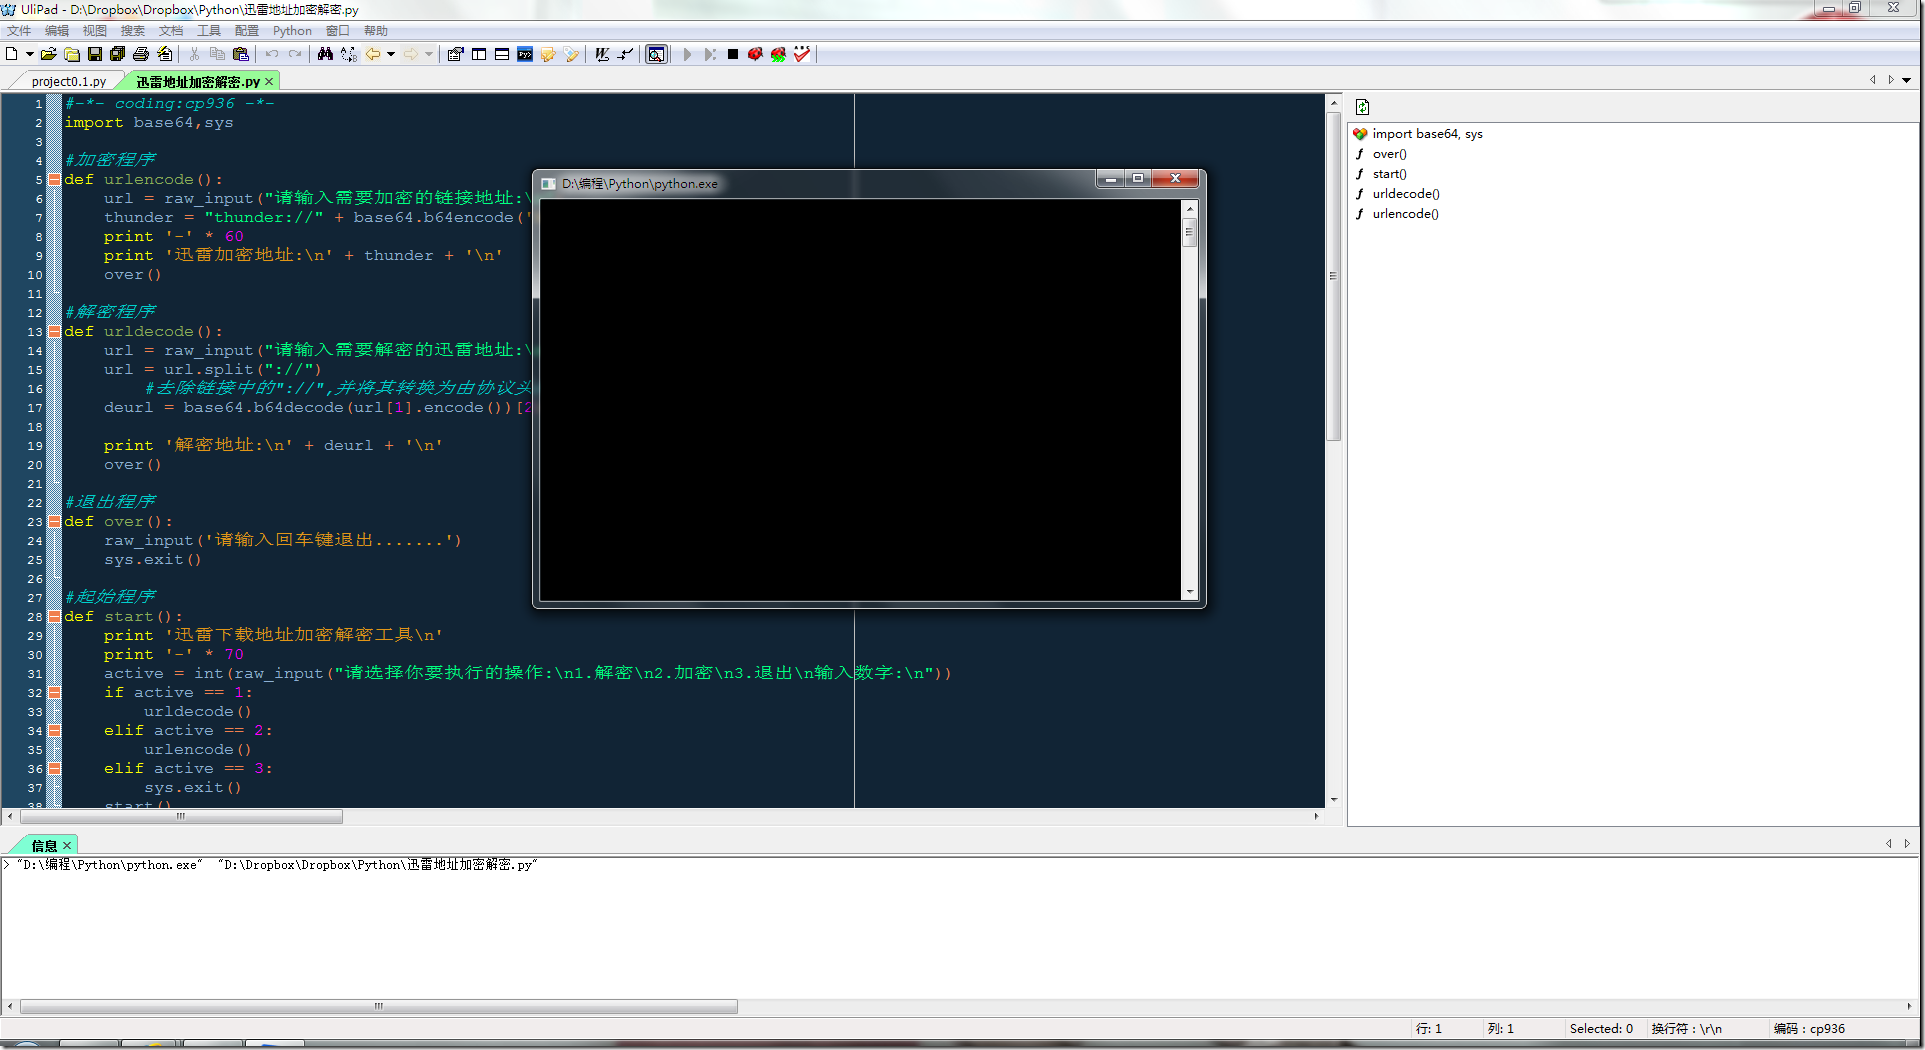 UliPad - D:\Dropbox\Dropbox\Python\迅雷地址加密解密.py
文件 编辑 视图 搜索 文档 工具 配置 Python 窗口 帮助
project0.1.py 迅雷地址加密解密.py
1 #-*- coding:cp936 -*-
2 import base64,sys
3
4 #加密程序
5 def urlencode():
6 url = raw_input("请输入需要加密的链接地址:\
7 thunder = "thunder://" + base64.b64encode('
8 print '-' * 60
9 print '迅雷加密地址:\n' + thunder + '\n'
10 over()
11
12 #解密程序
13 def urldecode():
14 url = raw_input("请输入需要解密的迅雷地址:\
15 url = url.split("://")
16 #去除链接中的"://",并将其转换为由协议头
17 deurl = base64.b64decode(url[1].encode())[2
18
19 print '解密地址:\n' + deurl + '\n'
20 over()
21
22 #退出程序
23 def over():
24 raw_input('请输入回车键退出.......')
25 sys.exit()
26
27 #起始程序
28 def start():
29 print '迅雷下载地址加密解密工具\n'
30 print '-' * 70
31 active = int(raw_input("请选择你要执行的操作:\n1.解密\n2.加密\n3.退出\n输入数字:\n"))
32 if active == 1:
33 urldecode()
34 elif active == 2:
35 urlencode()
36 elif active == 3:
37 sys.exit()
38 start()
D:\编程\Python\python.exe
import base64, sys
over()
start()
urldecode()
urlencode()
信息
> "D:\编程\Python\python.exe" "D:\Dropbox\Dropbox\Python\迅雷地址加密解密.py"
行: 1 列: 1 Selected: 0 换行符 : \r\n 编码 : cp936